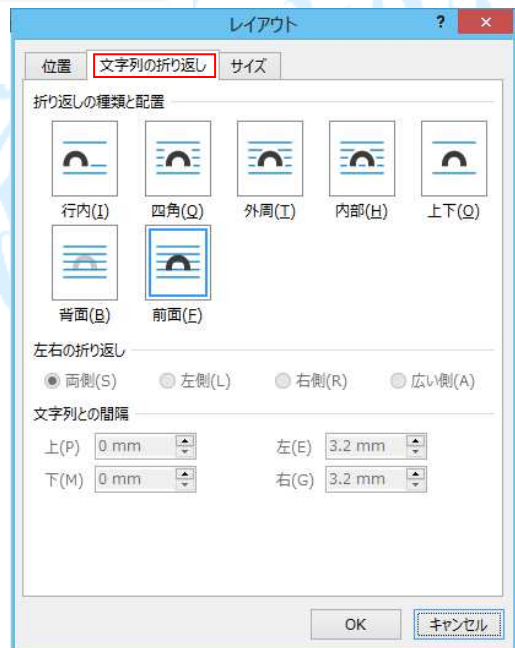 レイアウト ? ×
位置 文字列の折り返し サイズ
折り返しの種類と配置
行内(I) 四角(Q) 外周(T) 内部(H) 上下(O)
背面(B) 前面(F)
左右の折り返し
両側(S) 左側(L) 右側(R) 広い側(A)
文字列との間隔
上(P) 0 mm 左(E) 3.2 mm
下(M) 0 mm 右(G) 3.2 mm
OK キャンセル